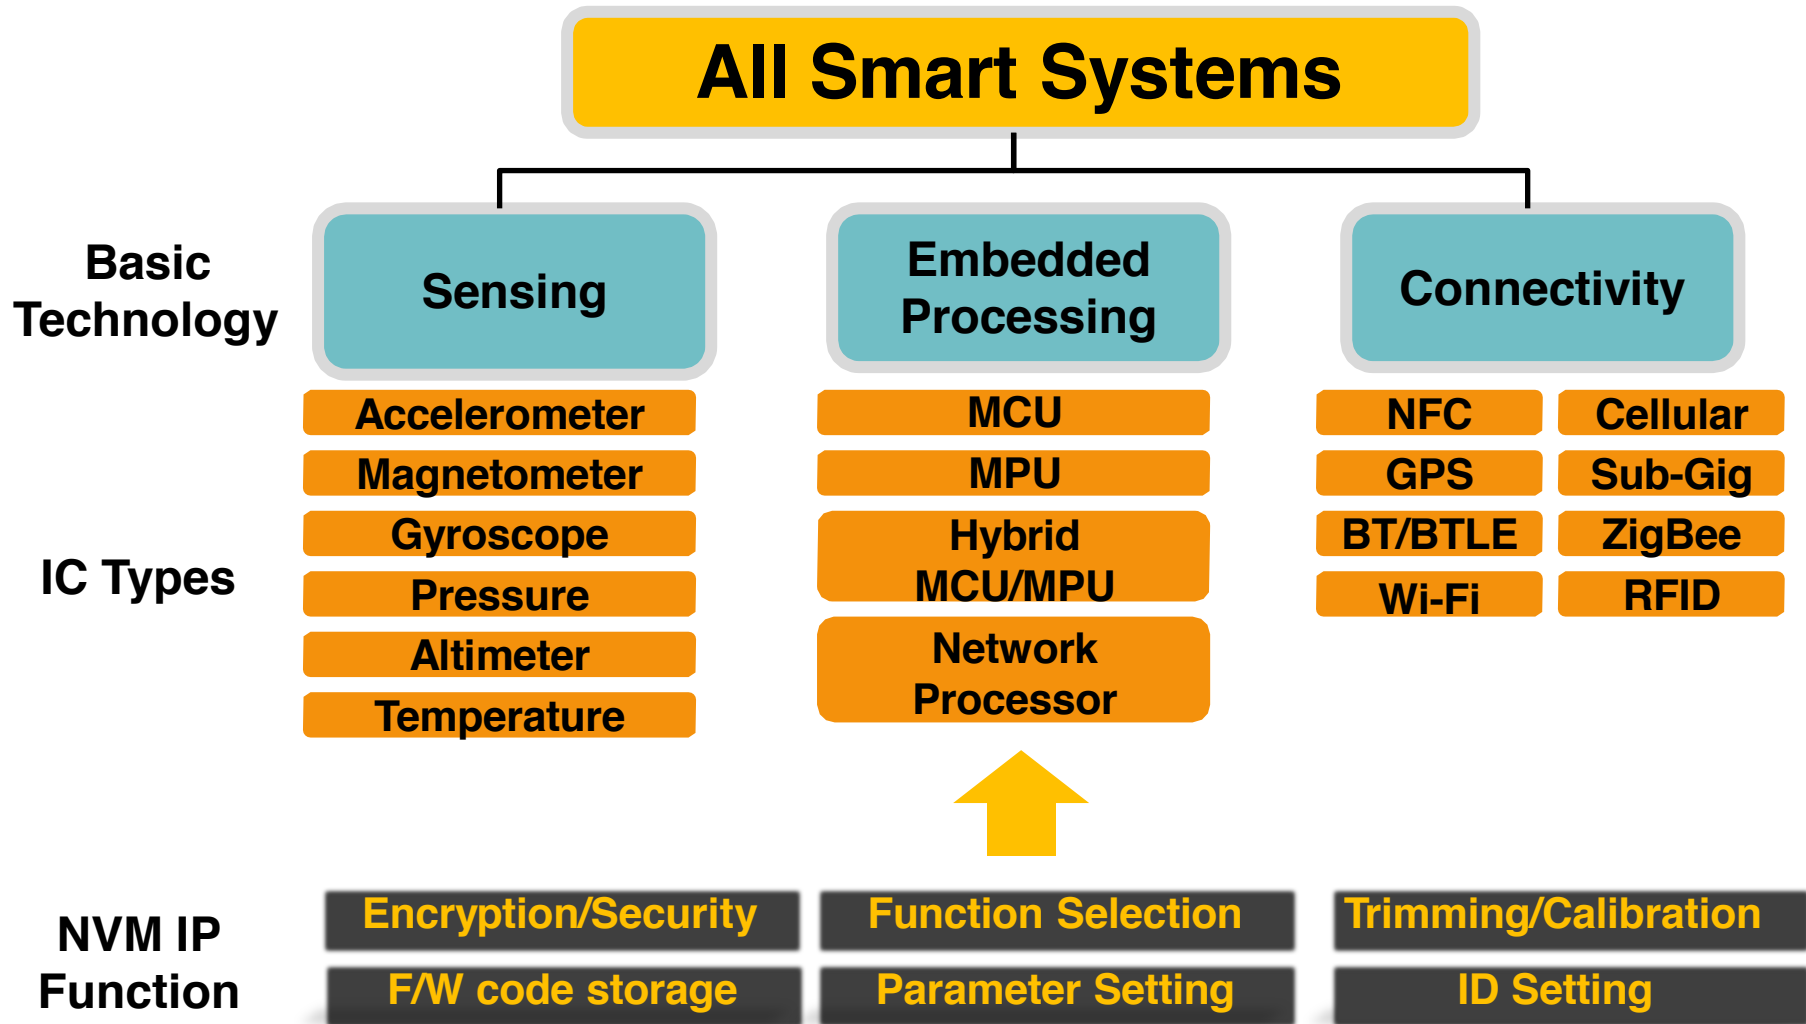 All Smart Systems
Basic
Technology
Sensing
Embedded
Processing
Connectivity
IC Types
Accelerometer
Magnetometer
Gyroscope
Pressure
Altimeter
Temperature
MCU
MPU
Hybrid
MCU/MPU
Network
Processor
NFC
Cellular
GPS
Sub-Gig
BT/BTLE
ZigBee
Wi-Fi
RFID
NVM IP
Function
Encryption/Security
Function Selection
Trimming/Calibration
F/W code storage
Parameter Setting
ID Setting